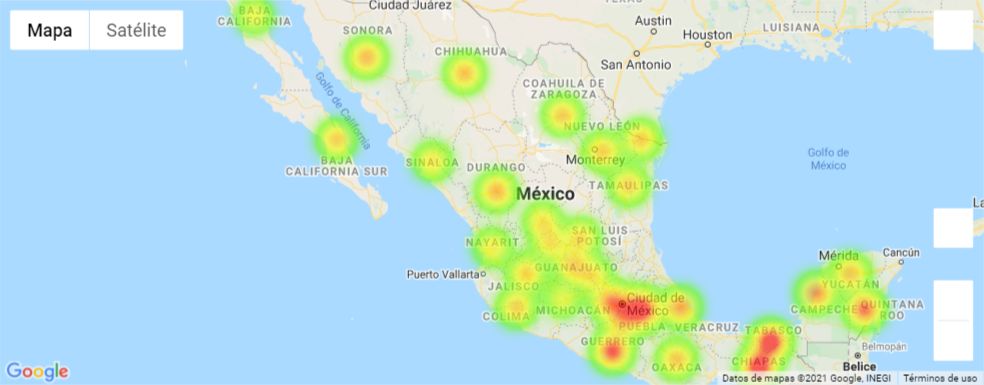 Ciudad Juárez
TEXAS
BAJA
CALIFORNIA
Mapa
Satélite
SONORA
Austin
LUISIANA
Houston
CHIHUAHUA
San Antonio
Golfo de California
COAHUILA DE
ZARAGOZA
NUEVO LEÓN
Monterrey
Golfo de
México
BAJA
CALIFORNIA SUR
SINALOA
DURANGO
TAMAULIPAS
México
SAN LUIS
POTOSÍ
NAYARIT
Puerto Vallarta
GUANAJUATO
JALISCO
Mérida
Cancún
YUCATÁN
COLIMA
MICHOACÁN
Ciudad de
México
CAMPECHE
QUINTANA
ROO
PUEBLA
VERACRUZ
TABASCO
GUERRERO
Belmopán
OAXACA
CHIAPAS
Belice
Google
Datos de mapas ©2021 Google, INEGI
Términos de uso